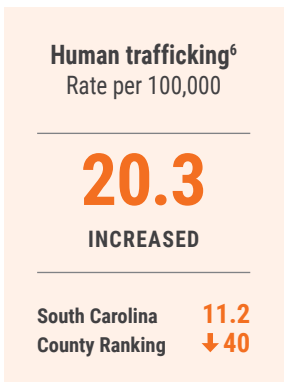 Human trafficking⁶
Rate per 100,000
20.3
INCREASED
South Carolina 11.2
County Ranking ↓ 40